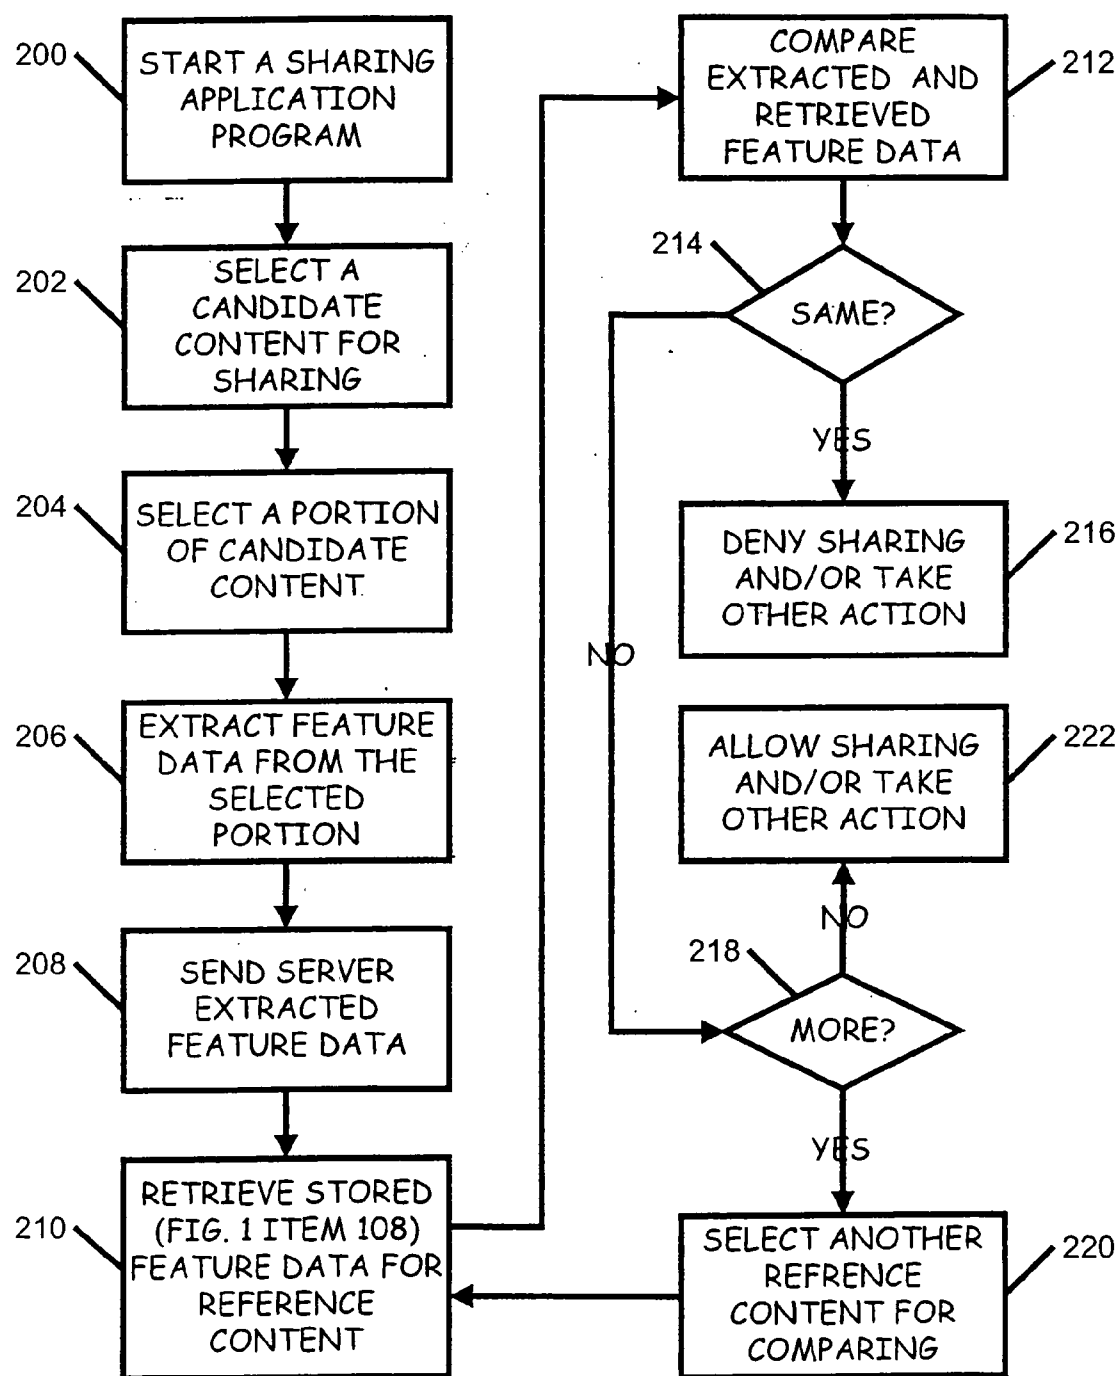 200
START A SHARING
APPLICATION
PROGRAM
202
SELECT A
CANDIDATE
CONTENT FOR
SHARING
204
SELECT A PORTION
OF CANDIDATE
CONTENT
206
EXTRACT FEATURE
DATA FROM THE
SELECTED
PORTION
208
SEND SERVER
EXTRACTED
FEATURE DATA
210
RETRIEVE STORED
(FIG. 1 ITEM 108)
FEATURE DATA FOR
REFERENCE
CONTENT
COMPARE
EXTRACTED AND
RETRIEVED
FEATURE DATA
212
214
SAME?
YES
NO
DENY SHARING
AND/OR TAKE
OTHER ACTION
216
ALLOW SHARING
AND/OR TAKE
OTHER ACTION
222
NO
218
MORE?
YES
SELECT ANOTHER
REFRENCE
CONTENT FOR
COMPARING
220